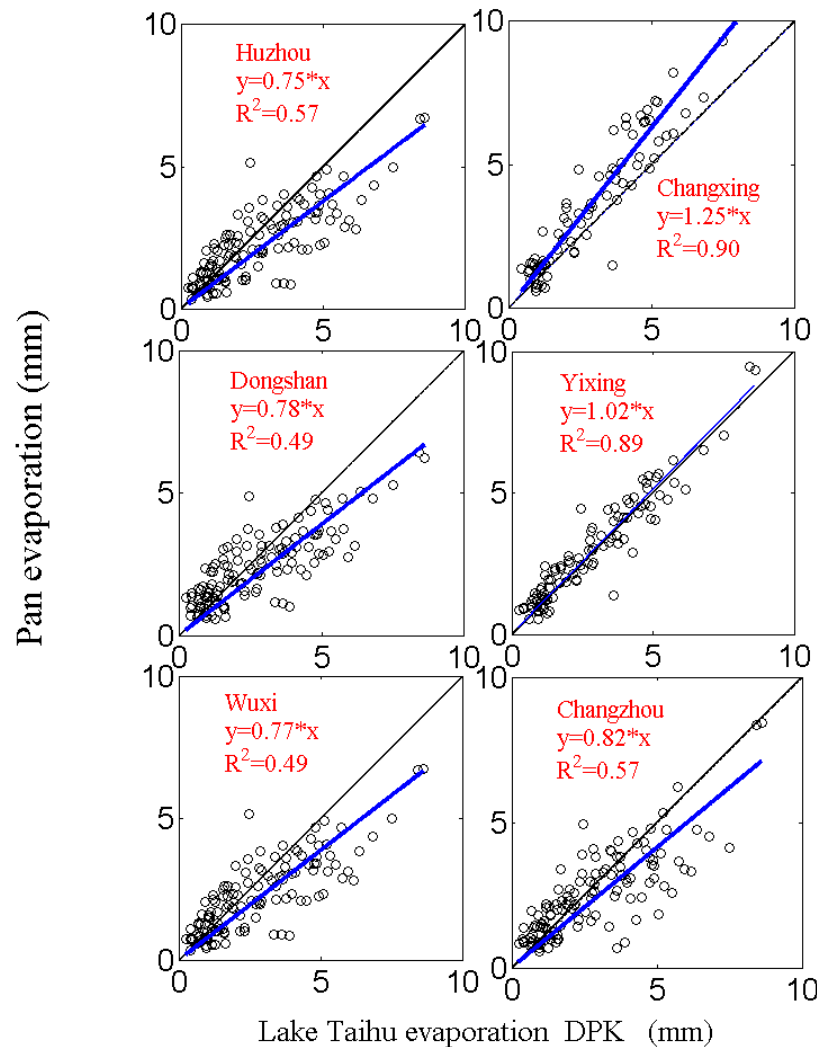 Pan evaporation (mm)
10
5
0
0
5
10
Huzhou
y=0.75*x
R²=0.57
10
5
0
0
5
10
Changxing
y=1.25*x
R²=0.90
10
5
0
0
5
10
Dongshan
y=0.78*x
R²=0.49
10
5
0
0
5
10
Yixing
y=1.02*x
R²=0.89
10
5
0
0
5
10
Wuxi
y=0.77*x
R²=0.49
10
5
0
0
5
10
Changzhou
y=0.82*x
R²=0.57
Lake Taihu evaporation DPK (mm)